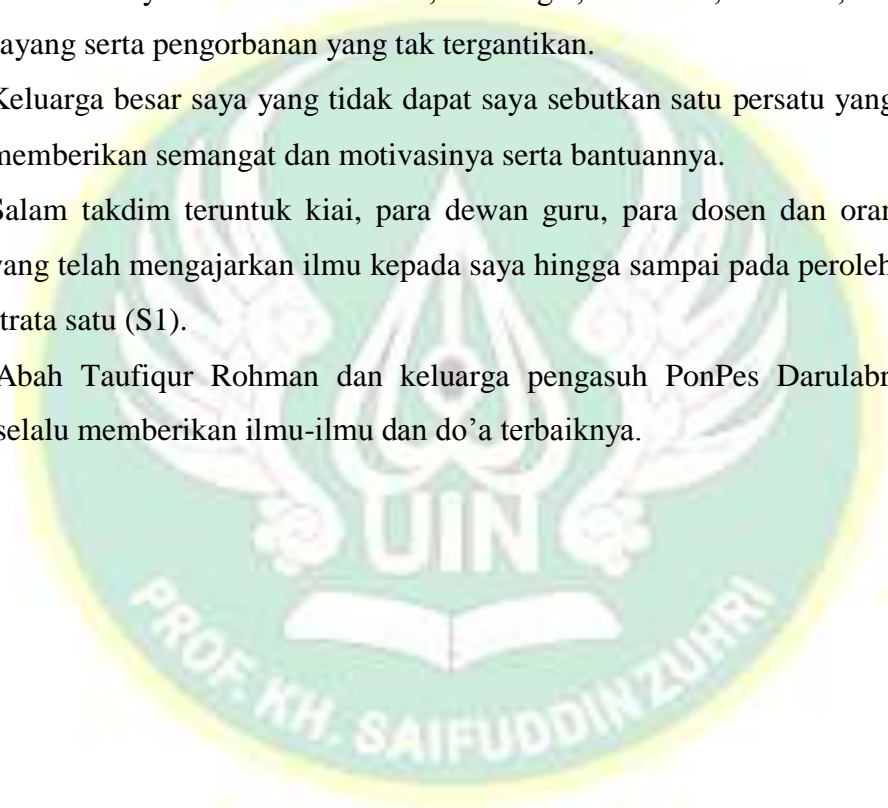 ayang serta pengorbanan yang tak tergantikan.
Keluarga besar saya yang tidak dapat saya sebutkan satu persatu yang
memberikan semangat dan motivasinya serta bantuannya.
Salam takdim teruntuk kiai, para dewan guru, para dosen dan oran
yang telah mengajarkan ilmu kepada saya hingga sampai pada peroleh
trata satu (S1).
Abah Taufiqur Rohman dan keluarga pengasuh PonPes Darulabr
selalu memberikan ilmu-ilmu dan do’a terbaiknya.
UIN
PROF. KH. SAIFUDDIN ZUHRI